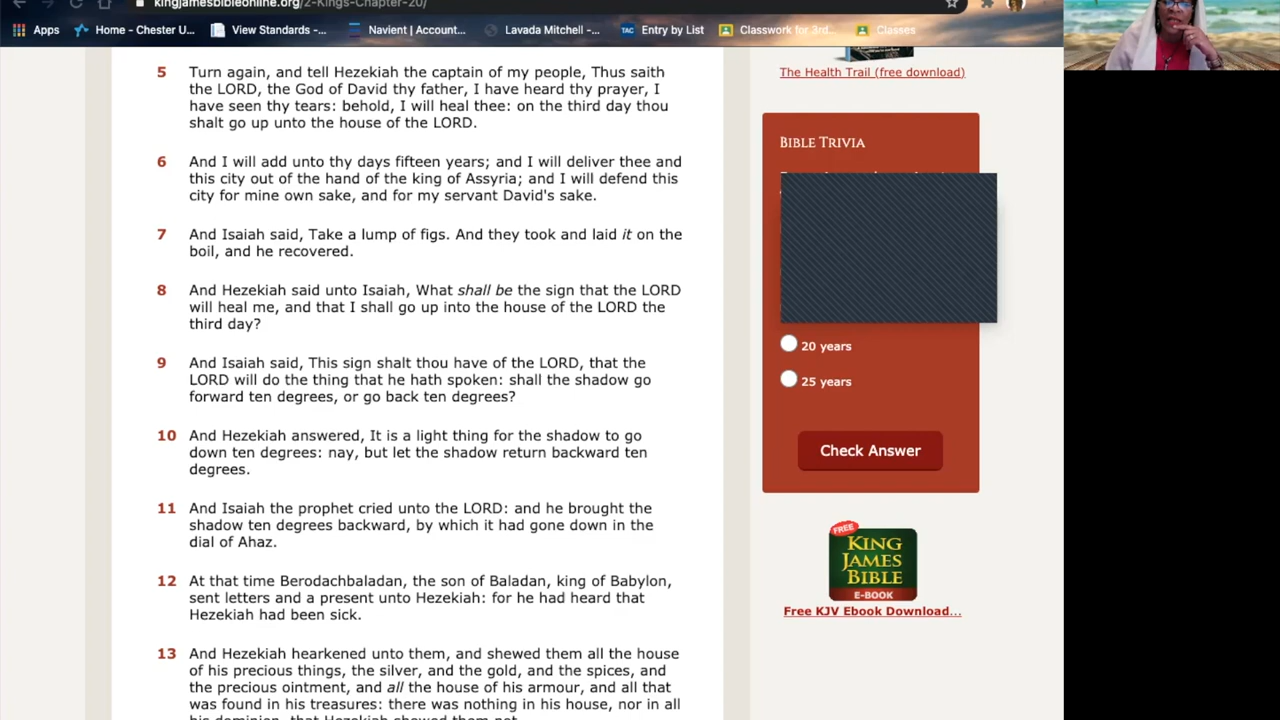 kingjamesbibleonline.org/2-Kings-Chapter-20/
Apps
Home - Chester U...
View Standards -...
Navient | Account...
Lavada Mitchell -...
TAC
Entry by List
Classwork for 3rd...
Classes
5 Turn again, and tell Hezekiah the captain of my people, Thus saith
the LORD, the God of David thy father, I have heard thy prayer, I
have seen thy tears: behold, I will heal thee: on the third day thou
shalt go up unto the house of the LORD.
6 And I will add unto thy days fifteen years; and I will deliver thee and
this city out of the hand of the king of Assyria; and I will defend this
city for mine own sake, and for my servant David's sake.
7 And Isaiah said, Take a lump of figs. And they took and laid it on the
boil, and he recovered.
8 And Hezekiah said unto Isaiah, What shall be the sign that the LORD
will heal me, and that I shall go up into the house of the LORD the
third day?
9 And Isaiah said, This sign shalt thou have of the LORD, that the
LORD will do the thing that he hath spoken: shall the shadow go
forward ten degrees, or go back ten degrees?
10 And Hezekiah answered, It is a light thing for the shadow to go
down ten degrees: nay, but let the shadow return backward ten
degrees.
11 And Isaiah the prophet cried unto the LORD: and he brought the
shadow ten degrees backward, by which it had gone down in the
dial of Ahaz.
12 At that time Berodachbaladan, the son of Baladan, king of Babylon,
sent letters and a present unto Hezekiah: for he had heard that
Hezekiah had been sick.
13 And Hezekiah hearkened unto them, and shewed them all the house
of his precious things, the silver, and the gold, and the spices, and
the precious ointment, and all the house of his armour, and all that
was found in his treasures: there was nothing in his house, nor in all
his dominion, that Hezekiah shewed them not.
The Health Trail (free download)
BIBLE TRIVIA
20 years
25 years
Check Answer
FREE
KING
JAMES
BIBLE
E-BOOK
Free KJV Ebook Download...